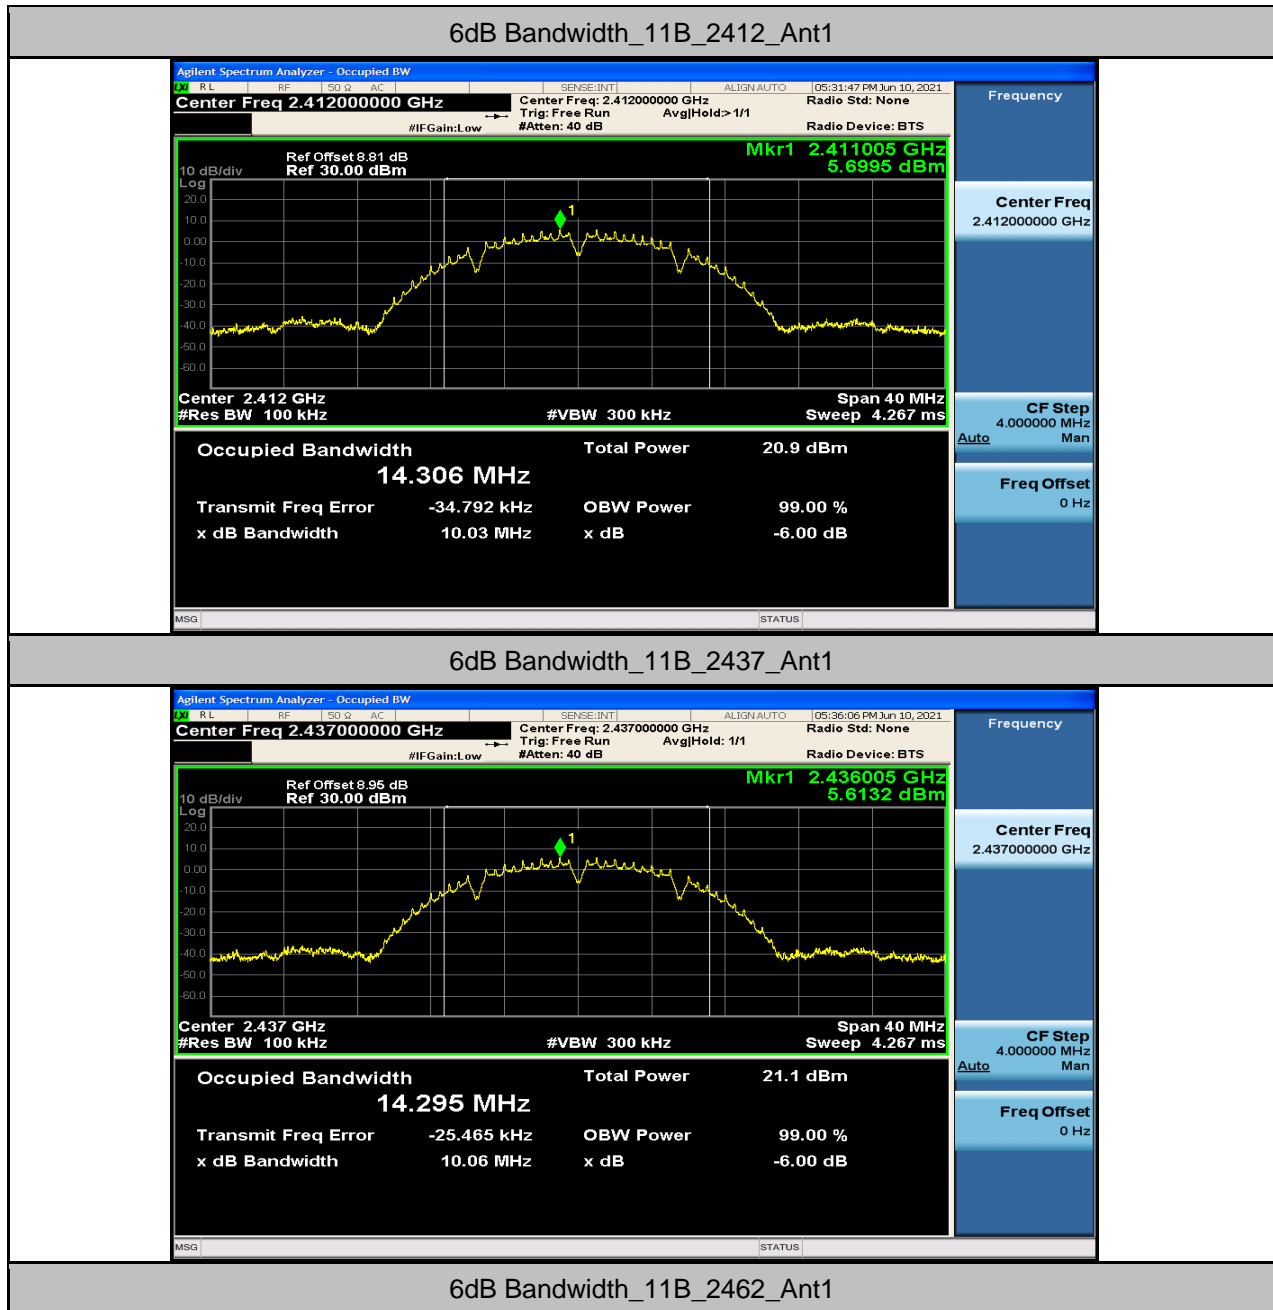 6dB Bandwidth_11B_2412_Ant1
Agilent Spectrum Analyzer - Occupied BW
LXI RL RF 50 Ω AC SENSE:INT ALIGN AUTO 05:31:47 PM Jun 10, 2021
Center Freq 2.412000000 GHz Center Freq: 2.412000000 GHz Radio Std: None Frequency
Trig: Free Run Avg|Hold:>1/1
#IFGain:Low #Atten: 40 dB Radio Device: BTS
Mkr1 2.411005 GHz
5.6995 dBm
Ref Offset 8.81 dB
10 dB/div Ref 30.00 dBm
Log
20.0
10.0
0.00
-10.0
-20.0
-30.0
-40.0
-50.0
-60.0
1
Center Freq
2.412000000 GHz
Center 2.412 GHz Span 40 MHz
#Res BW 100 kHz #VBW 300 kHz Sweep 4.267 ms
CF Step
4.000000 MHz
Auto Man
Occupied Bandwidth Total Power 20.9 dBm
14.306 MHz
Freq Offset
0 Hz
Transmit Freq Error -34.792 kHz OBW Power 99.00 %
x dB Bandwidth 10.03 MHz x dB -6.00 dB
MSG STATUS
6dB Bandwidth_11B_2437_Ant1
Agilent Spectrum Analyzer - Occupied BW
LXI RL RF 50 Ω AC SENSE:INT ALIGN AUTO 05:36:06 PM Jun 10, 2021
Center Freq 2.437000000 GHz Center Freq: 2.437000000 GHz Radio Std: None Frequency
Trig: Free Run Avg|Hold: 1/1
#IFGain:Low #Atten: 40 dB Radio Device: BTS
Mkr1 2.436005 GHz
5.6132 dBm
Ref Offset 8.95 dB
10 dB/div Ref 30.00 dBm
Log
20.0
10.0
0.00
-10.0
-20.0
-30.0
-40.0
-50.0
-60.0
1
Center Freq
2.437000000 GHz
Center 2.437 GHz Span 40 MHz
#Res BW 100 kHz #VBW 300 kHz Sweep 4.267 ms
CF Step
4.000000 MHz
Auto Man
Occupied Bandwidth Total Power 21.1 dBm
14.295 MHz
Freq Offset
0 Hz
Transmit Freq Error -25.465 kHz OBW Power 99.00 %
x dB Bandwidth 10.06 MHz x dB -6.00 dB
MSG STATUS
6dB Bandwidth_11B_2462_Ant1